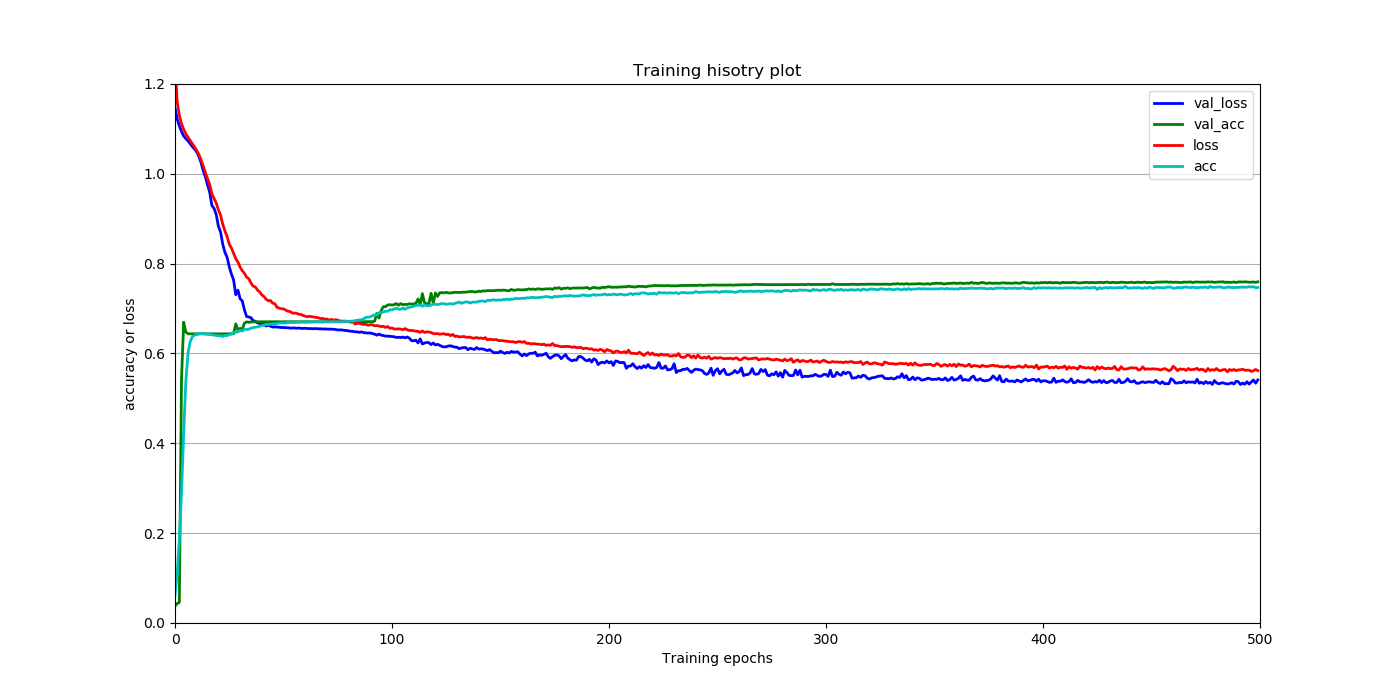 Training hisotry plot
accuracy or loss
1.2
1.0
0.8
0.6
0.4
0.2
0.0
val_loss
val_acc
loss
acc
0 100 200 300 400 500
Training epochs